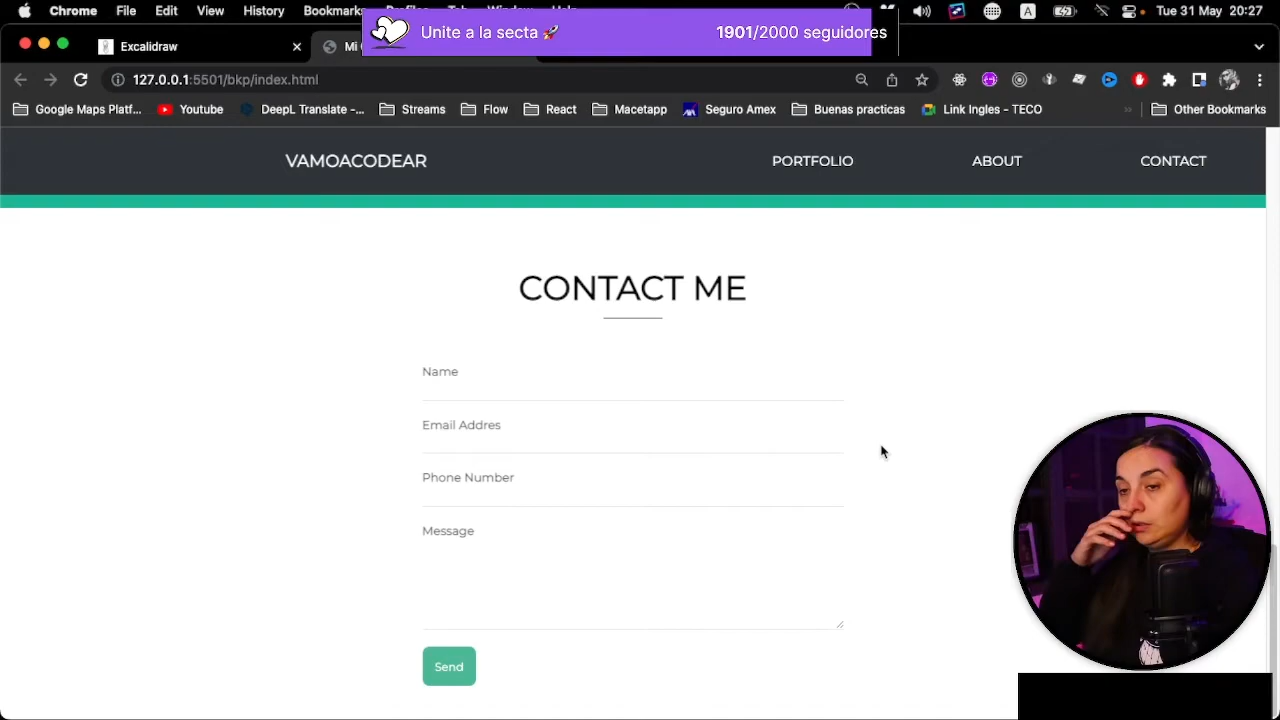 Chrome File Edit View History Bookmarks
Tue 31 May 20:27
Unite a la secta 🚀 1901/2000 seguidores
Excalidraw
Mi
127.0.0.1:5501/bkp/index.html
Google Maps Platf... Youtube DeepL Translate -... Streams Flow React Macetapp Seguro Amex Buenas practicas Link Ingles - TECO » Other Bookmarks
VAMOACODEAR PORTFOLIO ABOUT CONTACT
CONTACT ME
Name
Email Addres
Phone Number
Message
Send